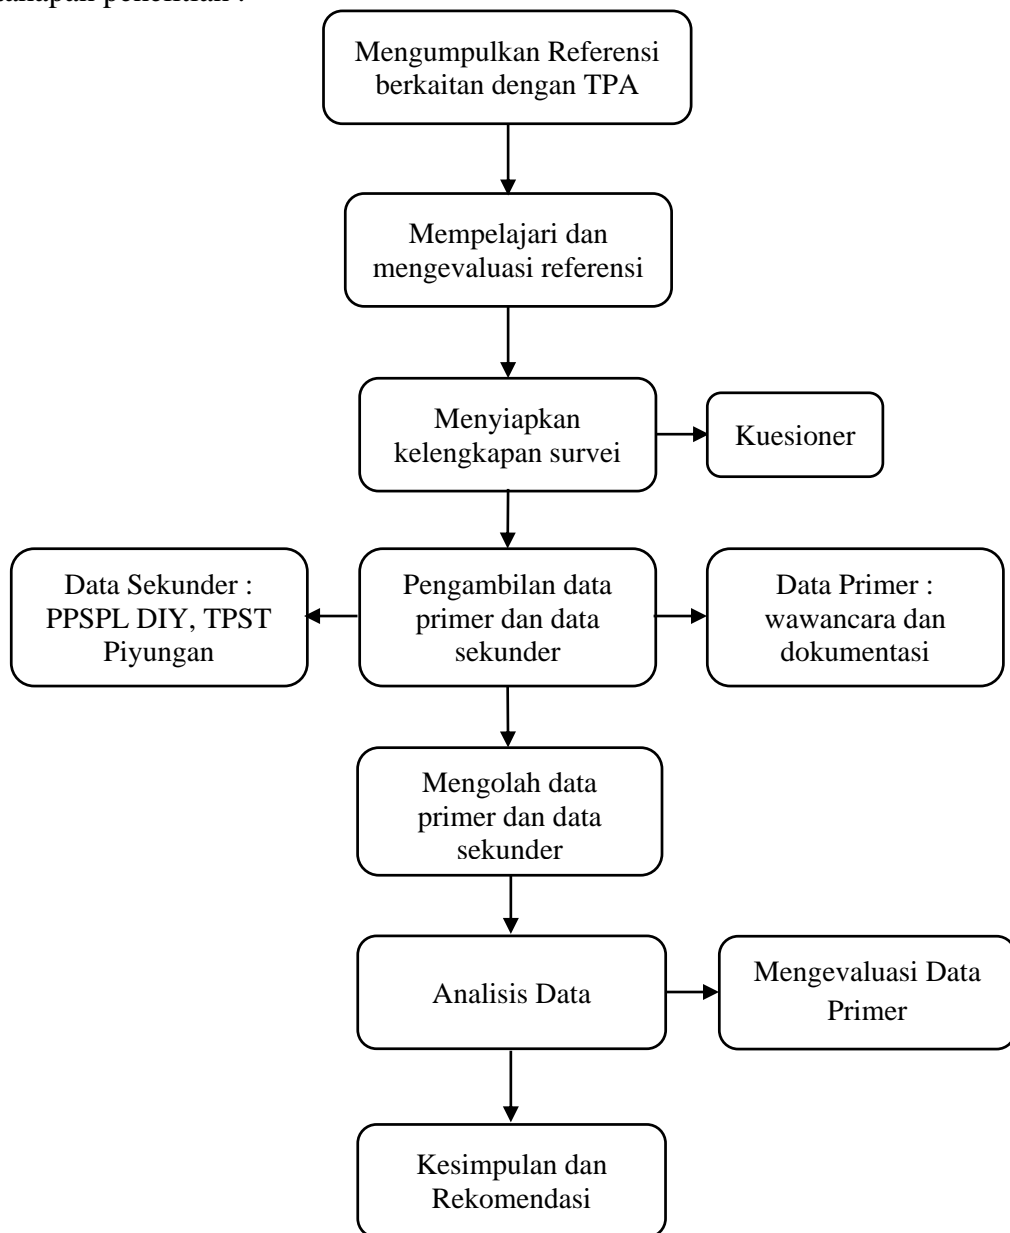 penelitian :
Mengumpulkan Referensi
berkaitan dengan TPA
Mempelajari dan
mengevaluasi referensi
Menyiapkan
kelengkapan survei
Kuesioner
Data Sekunder :
PPSPL DIY, TPST
Piyungan
Pengambilan data
primer dan data
sekunder
Data Primer :
wawancara dan
dokumentasi
Mengolah data
primer dan data
sekunder
Analisis Data
Mengevaluasi Data
Primer
Kesimpulan dan
Rekomendasi